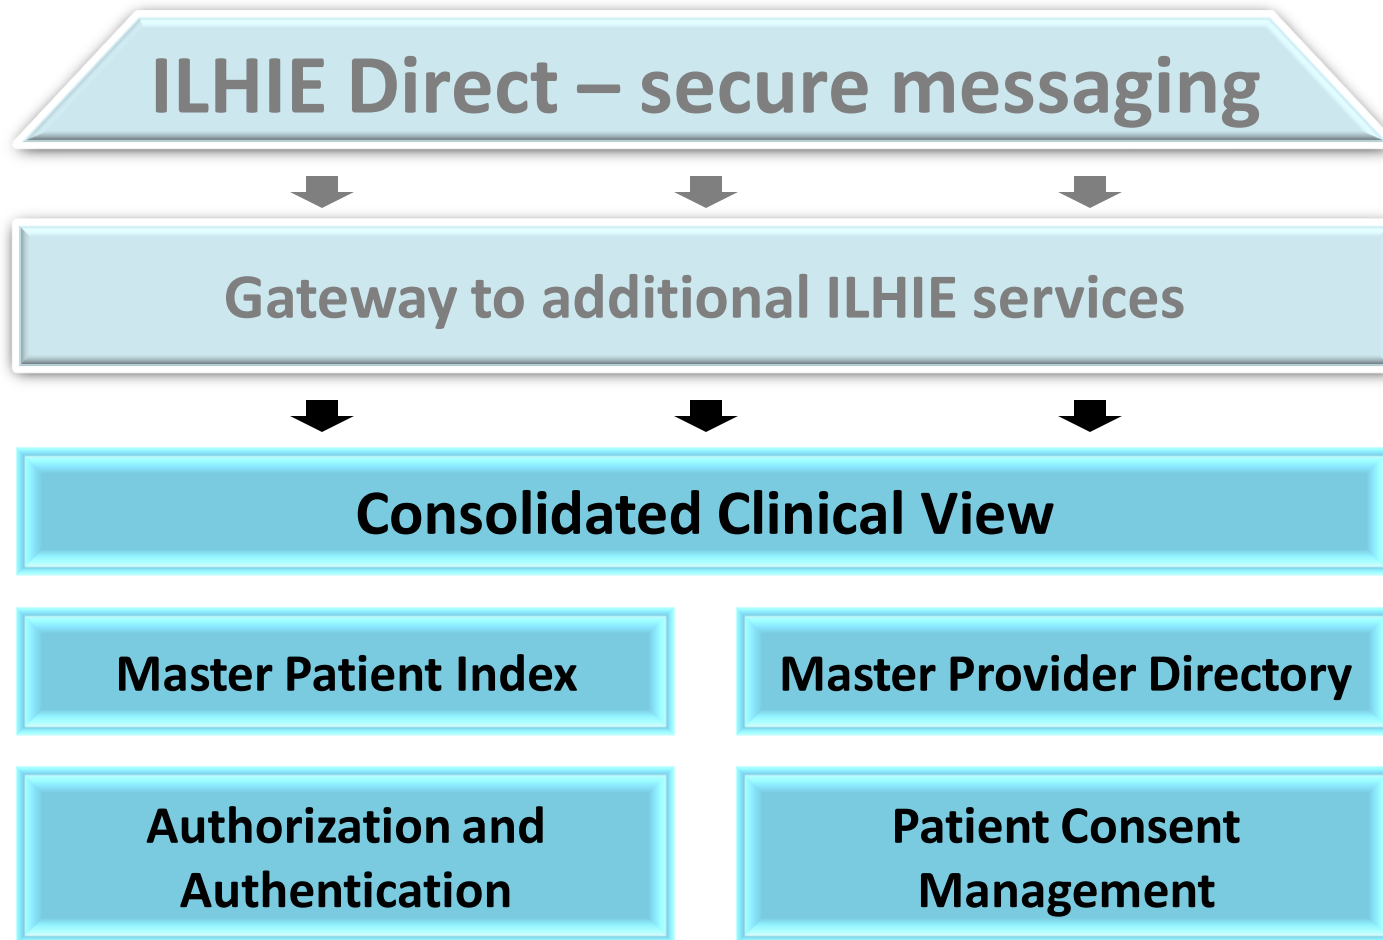 ILHIE Direct – secure messaging
Gateway to additional ILHIE services
Consolidated Clinical View
Master Patient Index
Master Provider Directory
Authorization and
Authentication
Patient Consent
Management